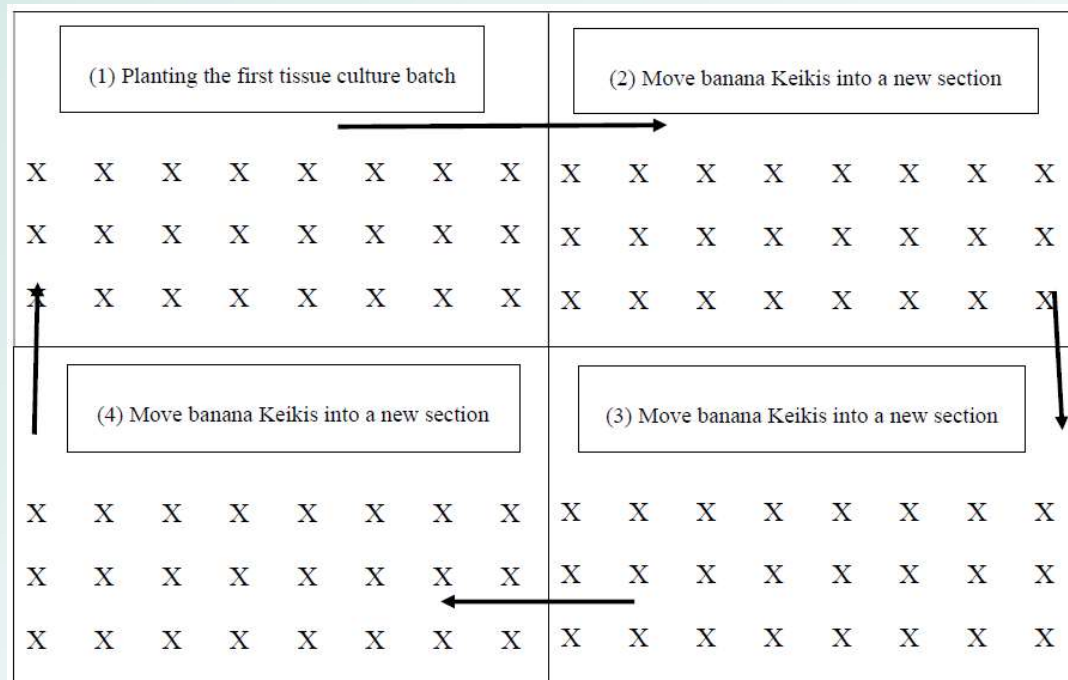 (1) Planting the first tissue culture batch
(2) Move banana Keikis into a new section
X X X X X X X X X X X X X X X X
X X X X X X X X X X X X X X X X
X X X X X X X X X X X X X X X X
(4) Move banana Keikis into a new section
(3) Move banana Keikis into a new section
X X X X X X X X X X X X X X X X
X X X X X X X X X X X X X X X X
X X X X X X X X X X X X X X X X